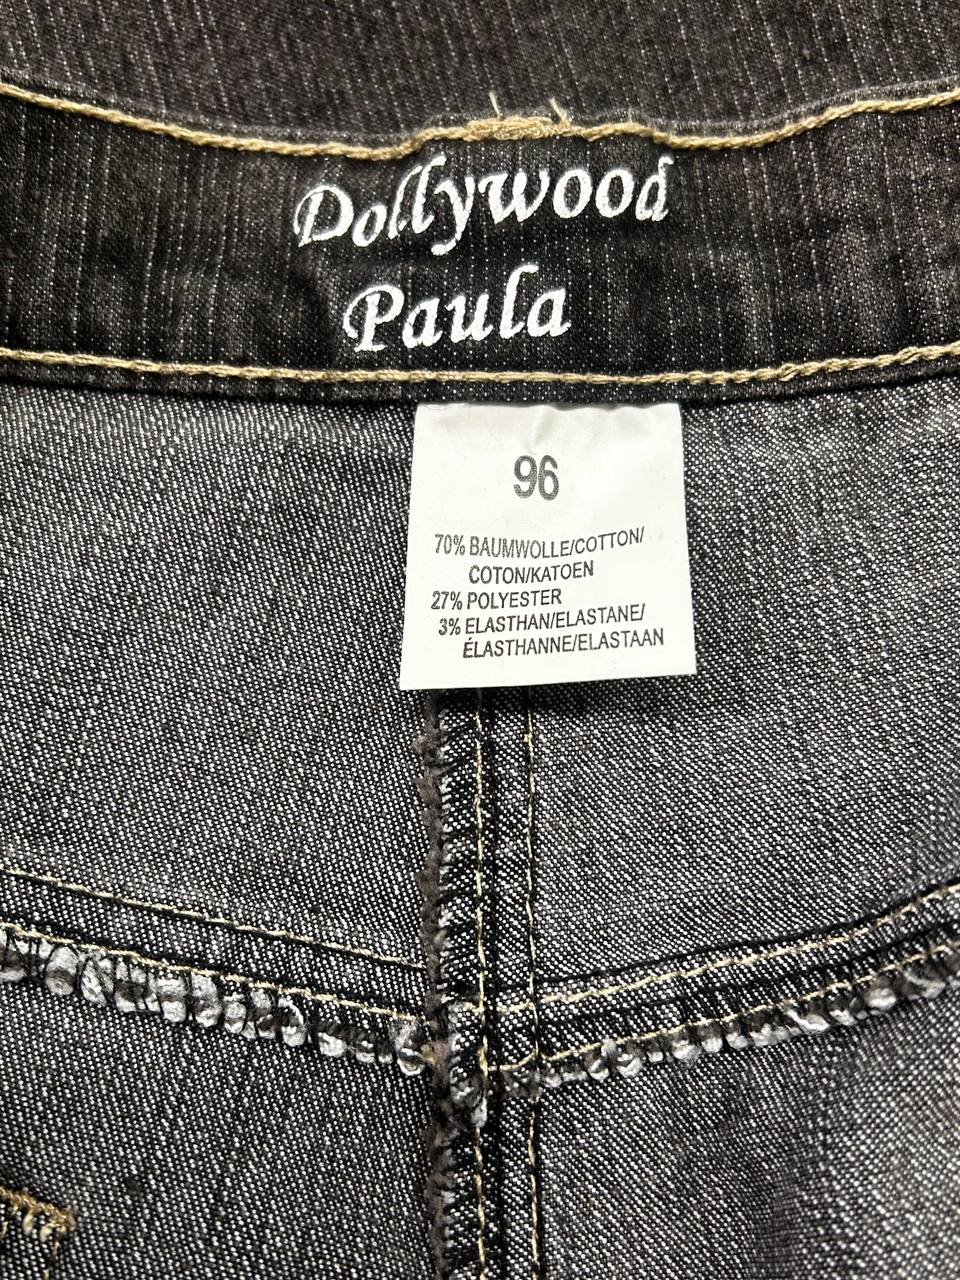 Dollywood
Paula
96
70% BAUMWOLLE/COTTON/
COTON/KATOEN
27% POLYESTER
3% ELASTHAN/ELASTANE/
ÉLASTHANNE/ELASTAAN